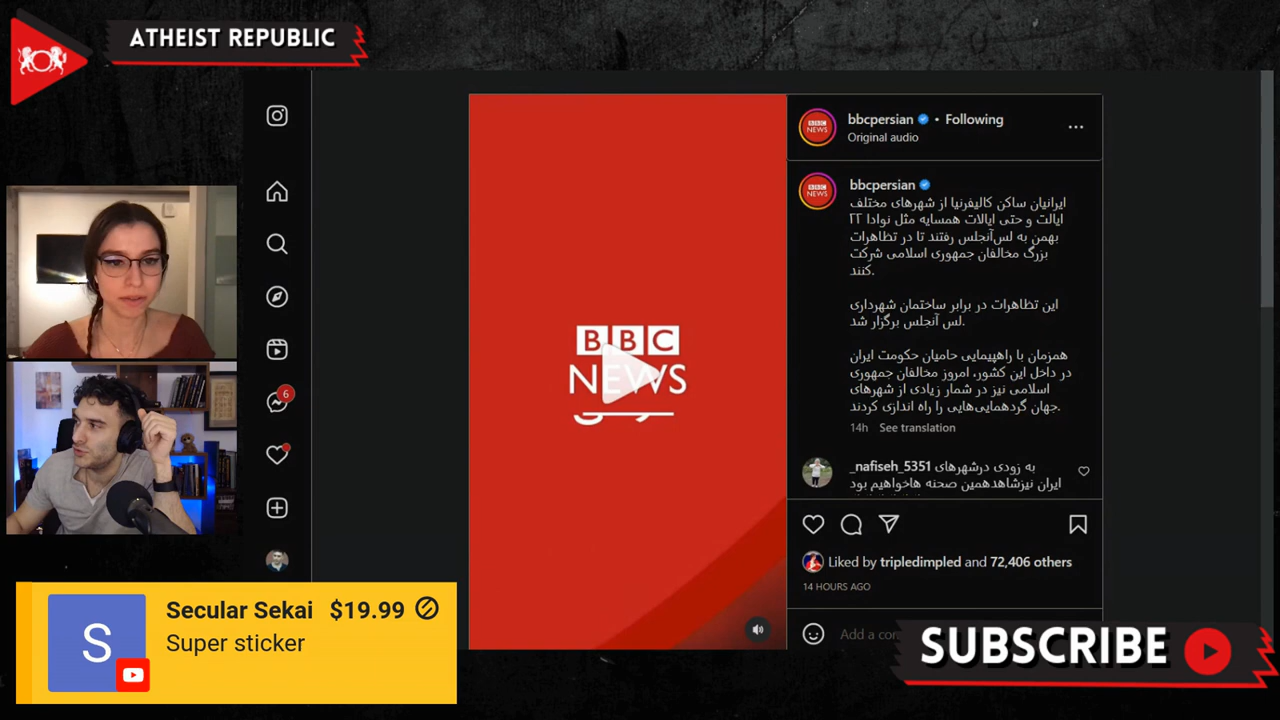 ATHEIST REPUBLIC
bbcpersian • Following
Original audio
bbcpersian
ایرانیان ساکن کالیفرنیا از شهرهای مختلف
ایالت و حتی ایالات همسایه مثل نوادا ۲۲
بهمن به لس‌آنجلس رفتند تا در تظاهرات
بزرگ مخالفان جمهوری اسلامی شرکت
کنند.
این تظاهرات در برابر ساختمان شهرداری
لس آنجلس برگزار شد.
همزمان با راهپیمایی حامیان حکومت ایران
در داخل این کشور، امروز مخالفان جمهوری
اسلامی نیز در شمار زیادی از شهرهای
جهان گردهمایی‌هایی را راه اندازی کردند.
14h See translation
_nafiseh_5351 به زودی درشهرهای
ایران نیزشاهدهمین صحنه هاخواهیم بود
Liked by tripledimpled and 72,406 others
14 HOURS AGO
Add a
BBC
NEWS
BBC
NEWS
BBC
NEWS
6
Secular Sekai $19.99
Super sticker
S
SUBSCRIBE